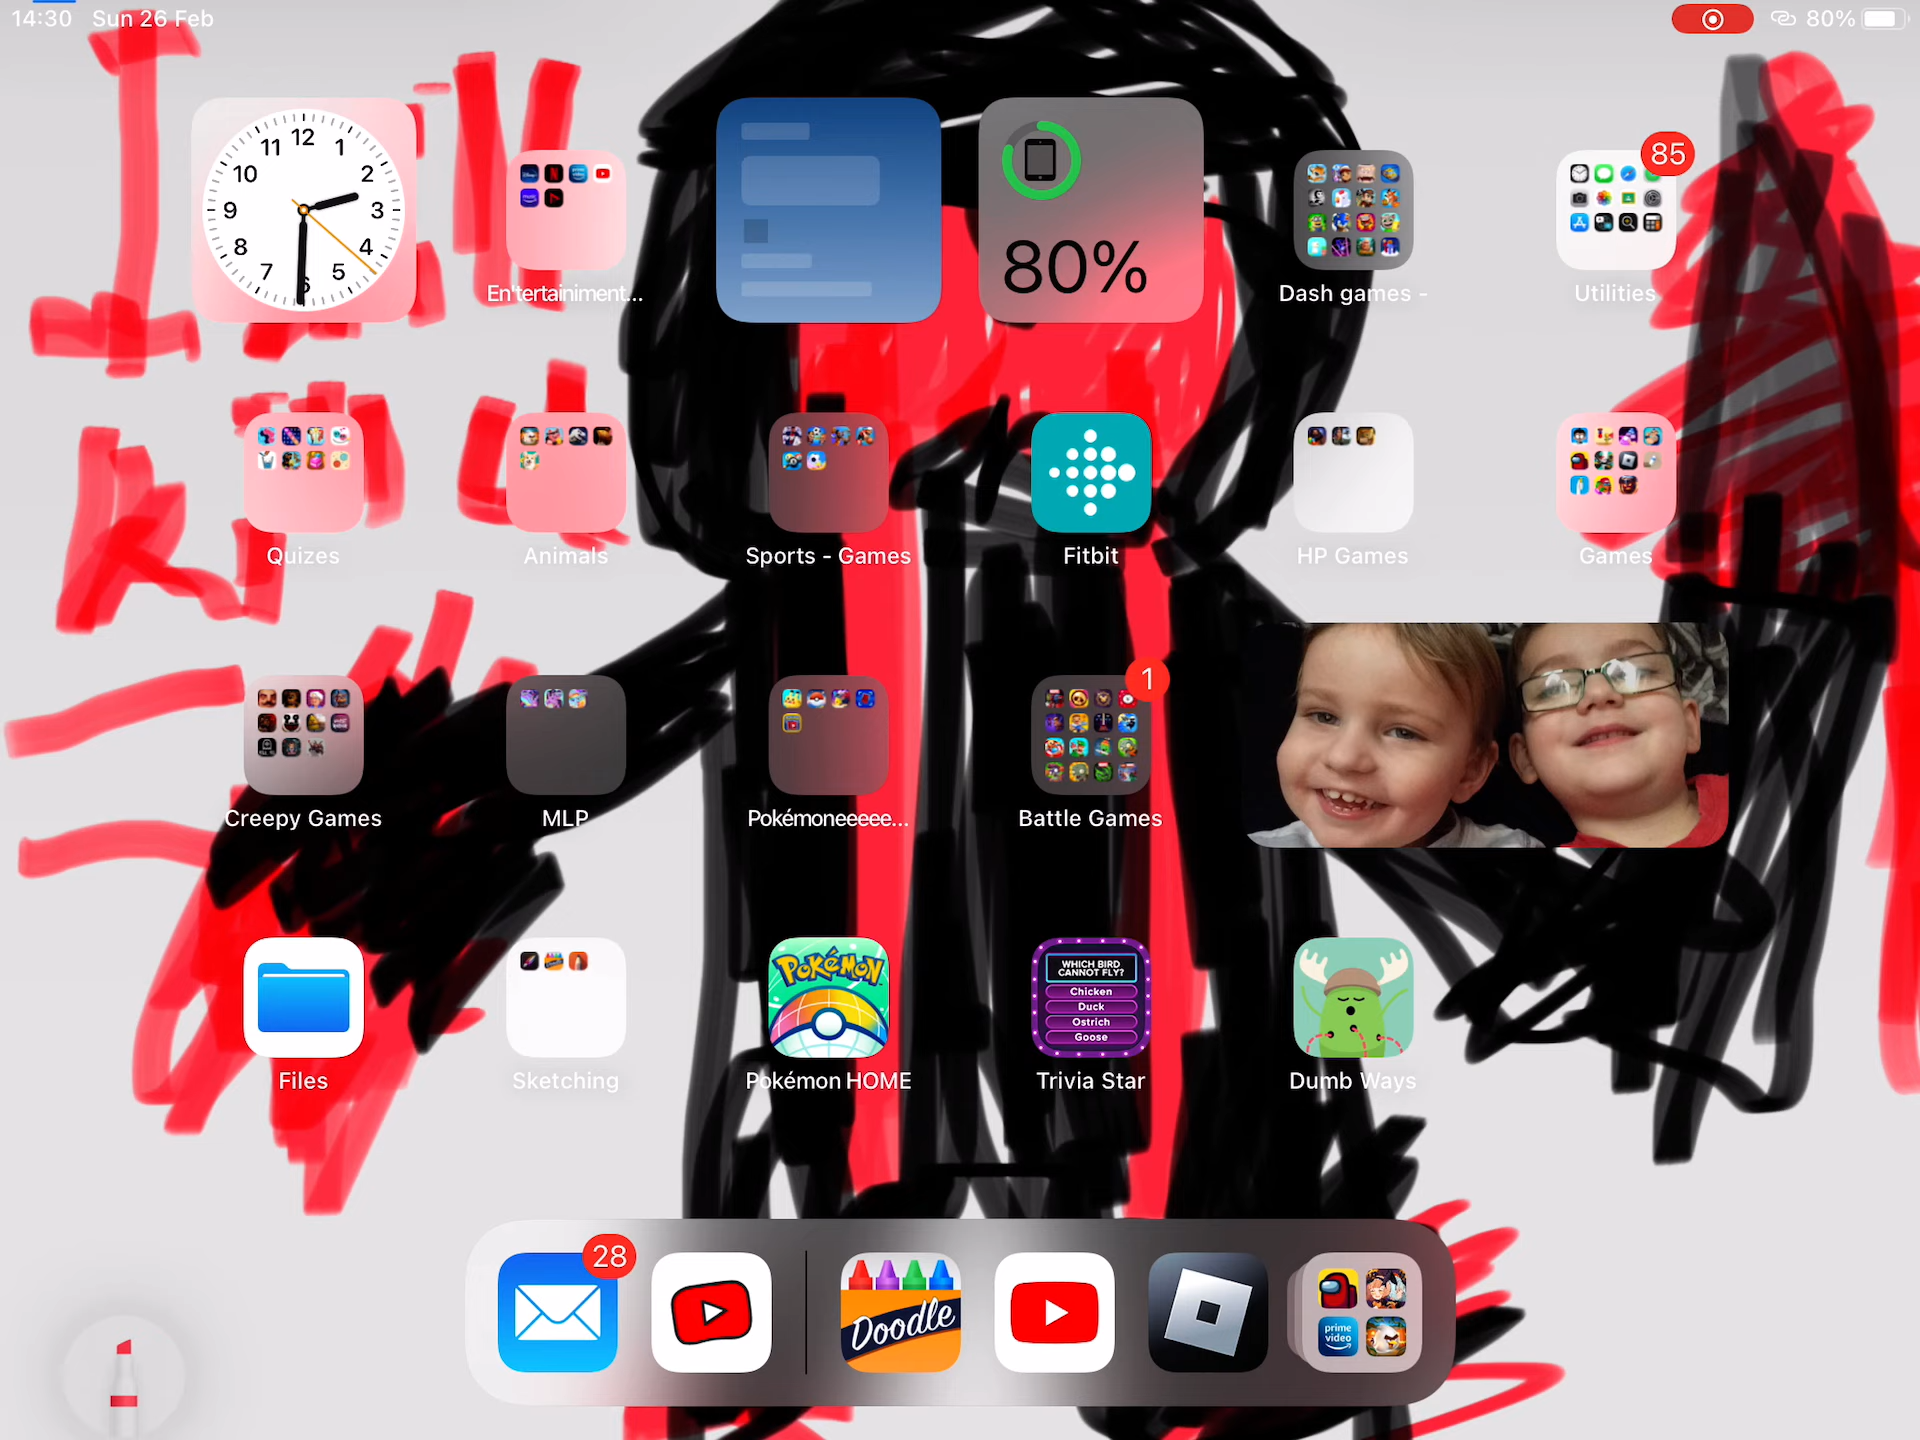 14:30 Sun 26 Feb
80%
12
11 1
10 2
9 3
8 4
7 5
6
En'tertainiment...
80%
Dash games -
85
Utilities
Quizes
Animals
Sports - Games
Fitbit
HP Games
Games
Creepy Games
MLP
Pokémoneeeee...
1
Battle Games
Files
Sketching
POKéMON
Pokémon HOME
WHICH BIRD
CANNOT FLY?
Chicken
Duck
Ostrich
Goose
Trivia Star
Dumb Ways
28
Doodle
prime
video